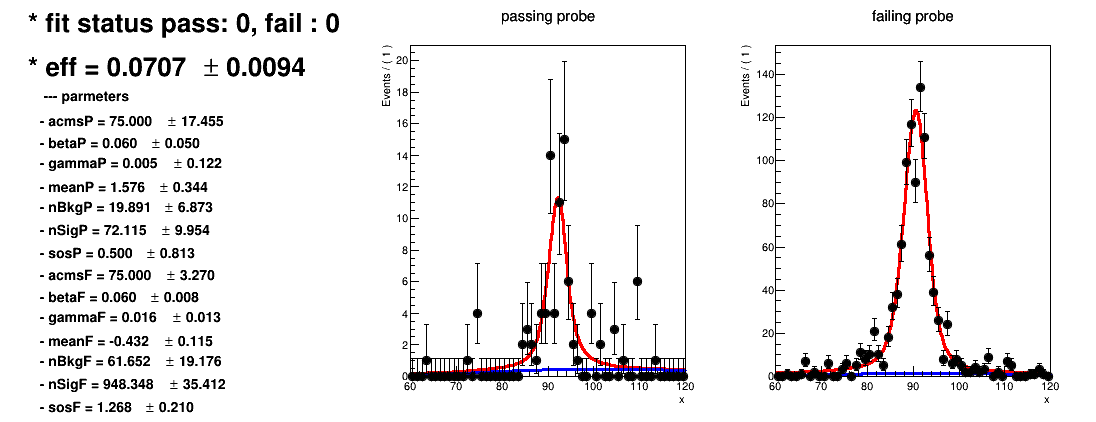 * fit status pass: 0, fail : 0
* eff = 0.0707 ± 0.0094
--- parmeters
- acmsP = 75.000 ± 17.455
- betaP = 0.060 ± 0.050
- gammaP = 0.005 ± 0.122
- meanP = 1.576 ± 0.344
- nBkgP = 19.891 ± 6.873
- nSigP = 72.115 ± 9.954
- sosP = 0.500 ± 0.813
- acmsF = 75.000 ± 3.270
- betaF = 0.060 ± 0.008
- gammaF = 0.016 ± 0.013
- meanF = -0.432 ± 0.115
- nBkgF = 61.652 ± 19.176
- nSigF = 948.348 ± 35.412
- sosF = 1.268 ± 0.210
passing probe
Events / ( 1 )
20
18
16
14
12
10
8
6
4
2
0
60 70 80 90 100 110 120
x
failing probe
Events / ( 1 )
140
120
100
80
60
40
20
0
60 70 80 90 100 110 120
x